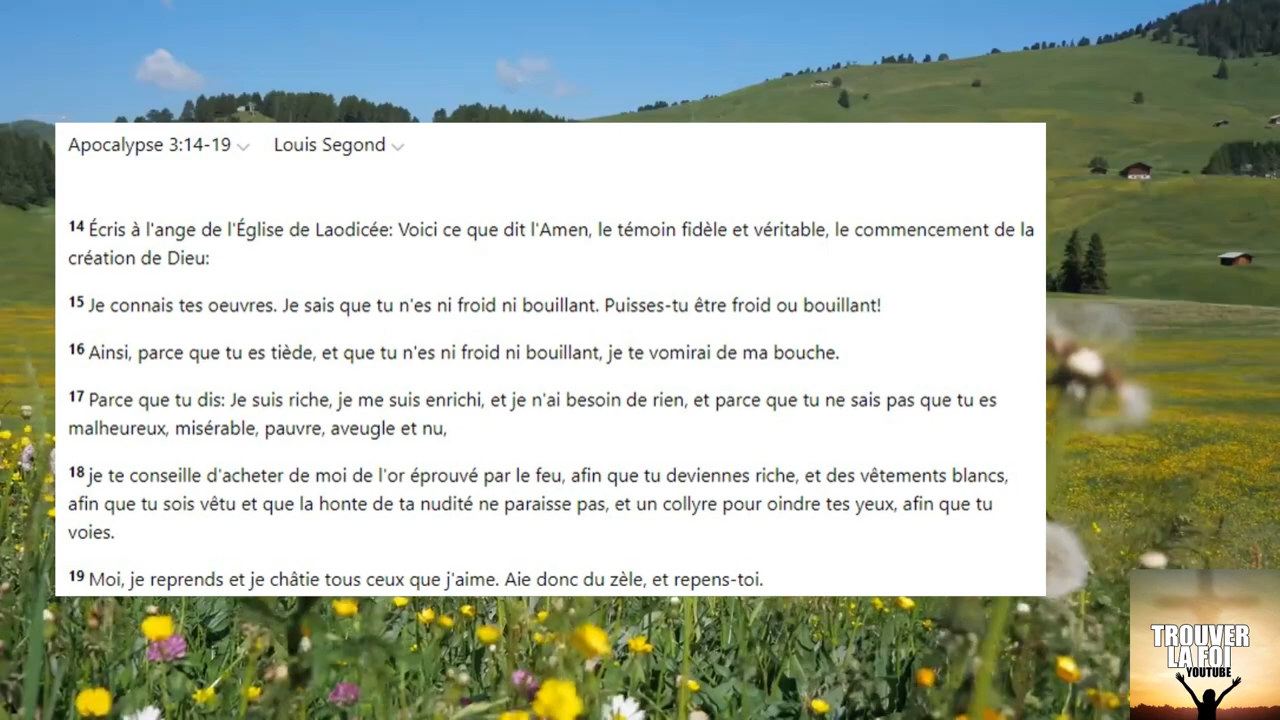 Apocalypse 3:14-19 Louis Segond
14 Écris à l'ange de l'Église de Laodicée: Voici ce que dit l'Amen, le témoin fidèle et véritable, le commencement de la
création de Dieu:
15 Je connais tes oeuvres. Je sais que tu n'es ni froid ni bouillant. Puisses-tu être froid ou bouillant!
16 Ainsi, parce que tu es tiède, et que tu n'es ni froid ni bouillant, je te vomirai de ma bouche.
17 Parce que tu dis: Je suis riche, je me suis enrichi, et je n'ai besoin de rien, et parce que tu ne sais pas que tu es
malheureux, misérable, pauvre, aveugle et nu,
18 je te conseille d'acheter de moi de l'or éprouvé par le feu, afin que tu deviennes riche, et des vêtements blancs,
afin que tu sois vêtu et que la honte de ta nudité ne paraisse pas, et un collyre pour oindre tes yeux, afin que tu
voies.
19 Moi, je reprends et je châtie tous ceux que j'aime. Aie donc du zèle, et repens-toi.
TROUVER
LA FOI
YOUTUBE